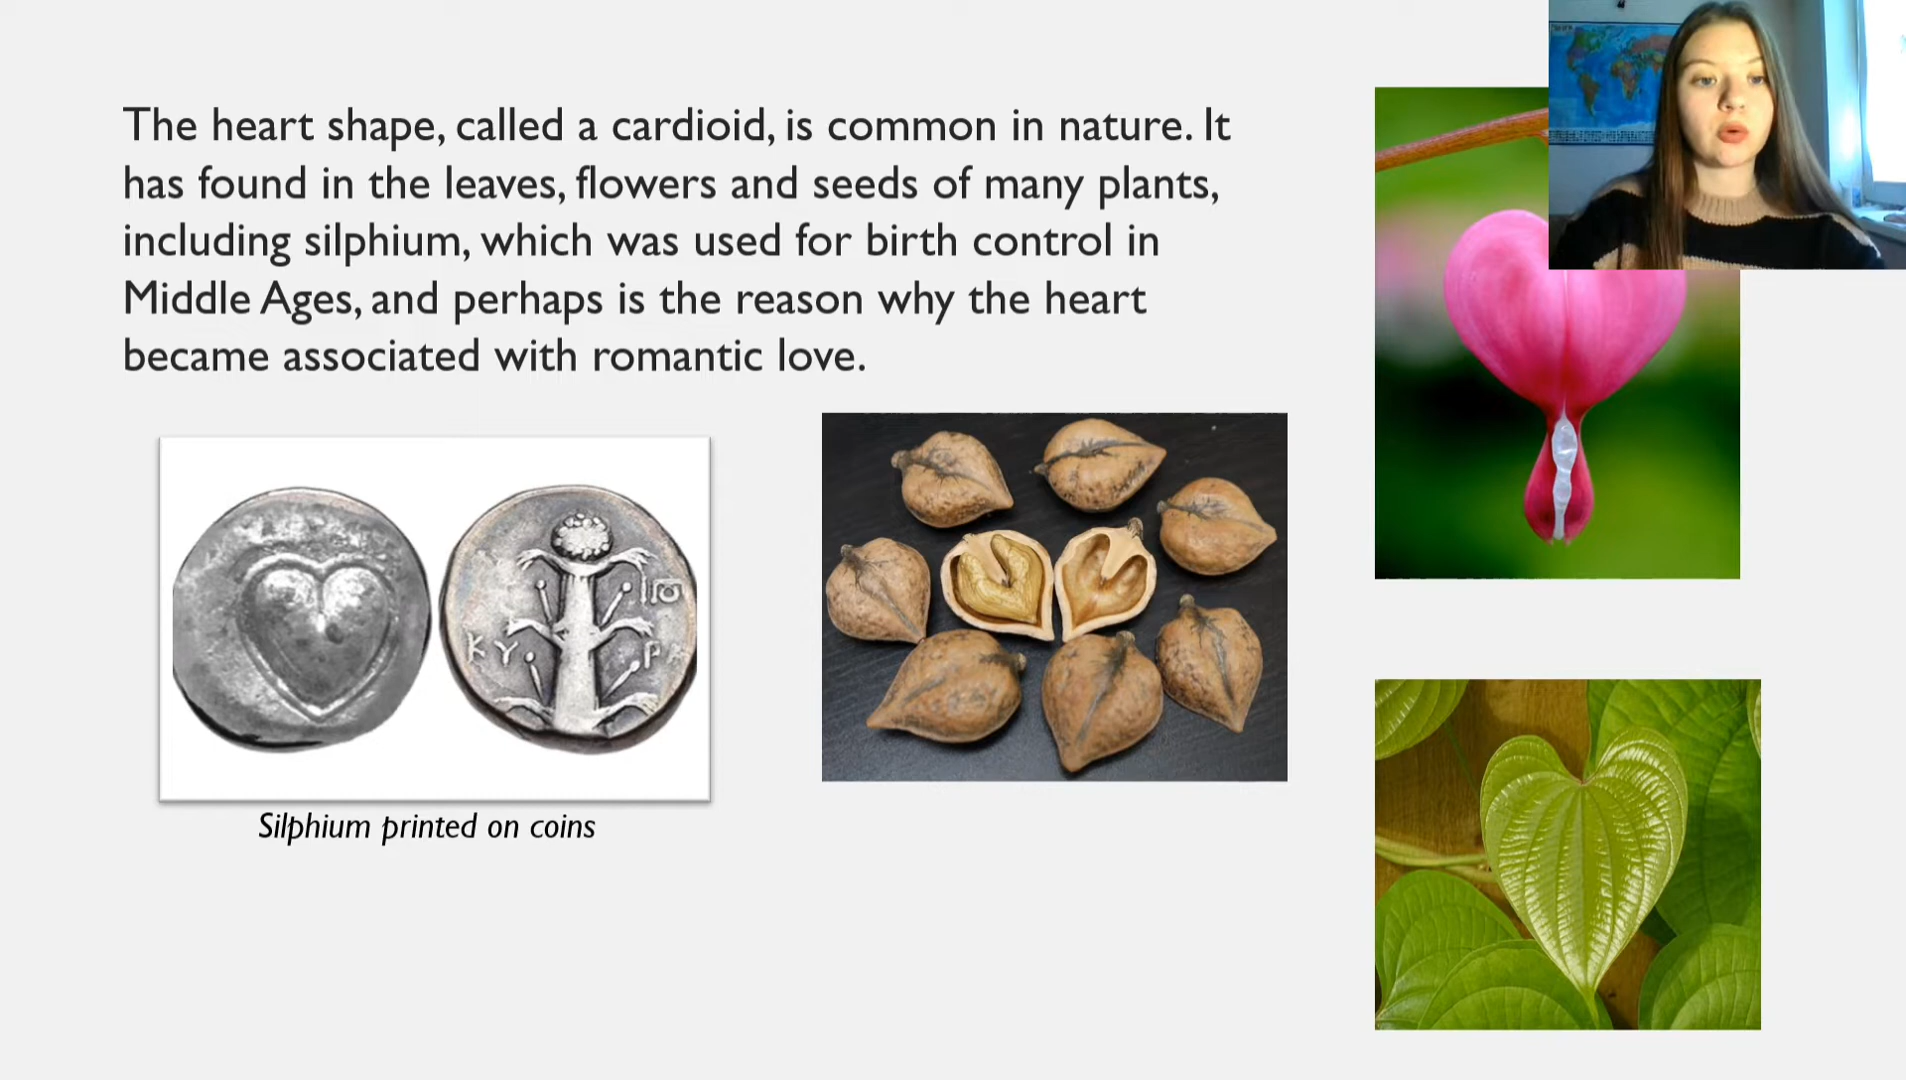 The heart shape, called a cardioid, is common in nature. It
has found in the leaves, flowers and seeds of many plants,
including silphium, which was used for birth control in
Middle Ages, and perhaps is the reason why the heart
became associated with romantic love.
K Y P A
Silphium printed on coins